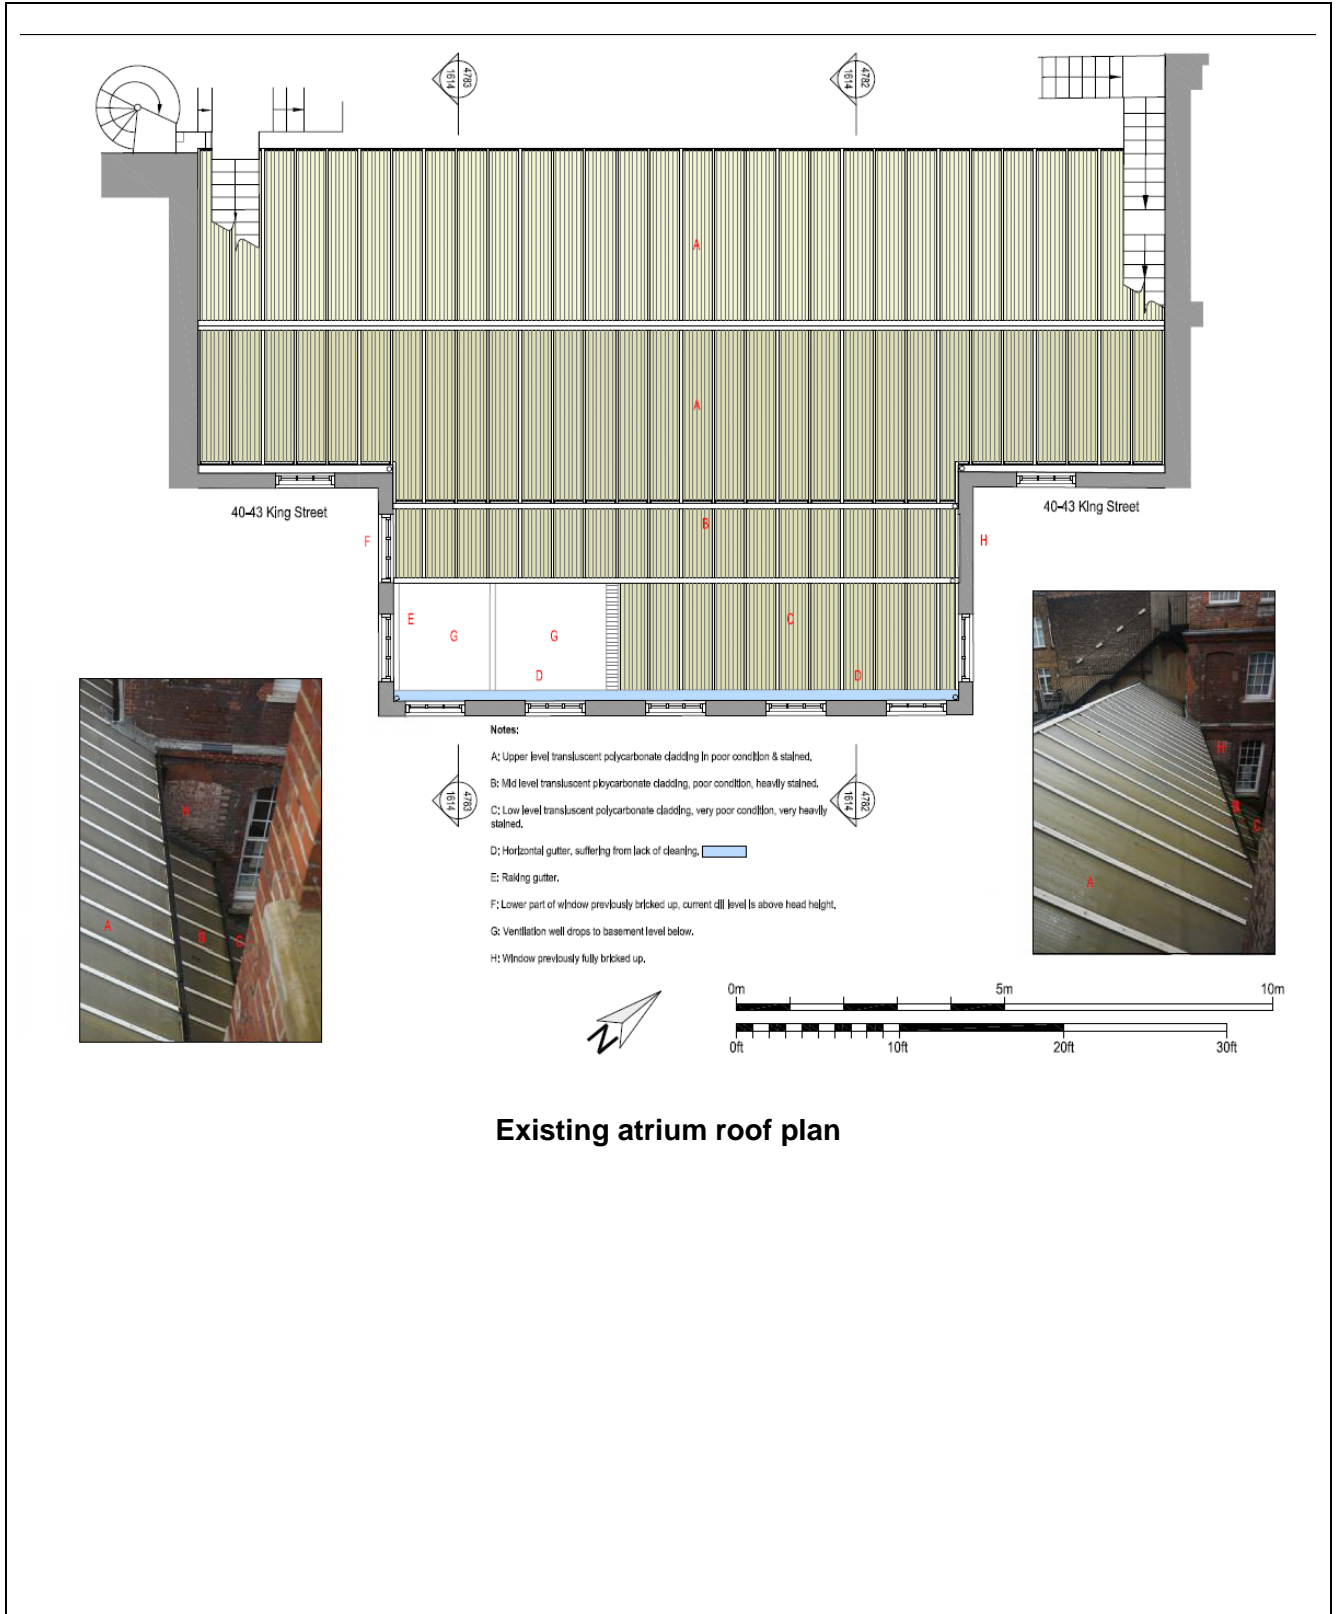 4783
1614
4782
1614
A
A
40-43 King Street
40-43 King Street
B
F
H
E
C
G
G
D
D
Notes:
A: Upper level transluscent polycarbonate cladding in poor condition & stained.
B: Mid level transluscent ploycarbonate cladding, poor condition, heavily stained.
C: Low level transluscent polycarbonate cladding, very poor condition, very heavily
stained.
D: Horizontal gutter, suffering from lack of cleaning.
E: Raking gutter.
F: Lower part of window previously bricked up, current cill level is above head height.
G: Ventilation well drops to basement level below.
H: Window previously fully bricked up.
4783
1614
4782
1614
H
A
B
C
H
B
C
A
N
0m
5m
10m
0ft
10ft
20ft
30ft
Existing atrium roof plan